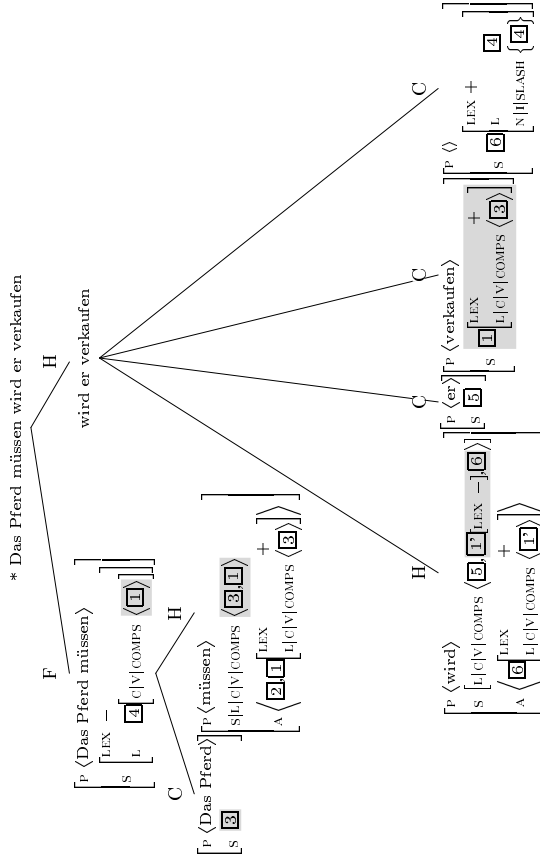 * Das Pferd müssen wird er verkaufen
F H
P ⟨Das Pferd müssen⟩
S LEX −
L 4 C|V|COMPS ⟨1⟩
wird er verkaufen
C H
P ⟨Das Pferd⟩
S 3
P ⟨müssen⟩
S|L|C|V|COMPS ⟨3,1⟩
A ⟨2,1 LEX +
L|C|V|COMPS ⟨3⟩ ⟩
H C C C
P ⟨wird⟩
S L|C|V|COMPS ⟨5,1'[LEX −],6⟩
A ⟨6 LEX +
L|C|V|COMPS ⟨1'⟩ ⟩
P ⟨er⟩
S 5
P ⟨verkaufen⟩
S 1 LEX +
L|C|V|COMPS ⟨3⟩
P ⟨⟩
S 6 LEX +
L 4
N|I|SLASH {4}